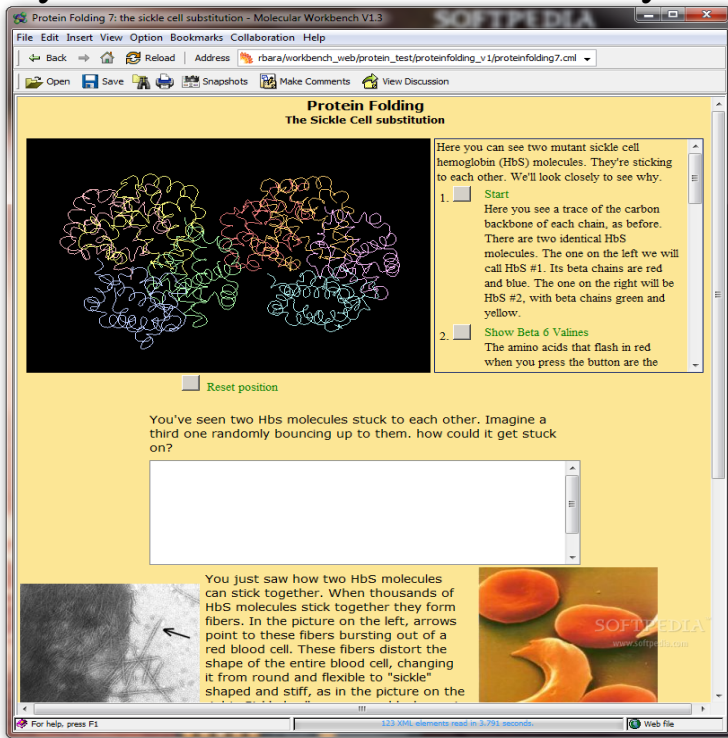 Protein Folding 7: the sickle cell substitution - Molecular Workbench V1.3
SOFTPEDIA
File Edit Insert View Option Bookmarks Collaboration Help
Back Reload Address rbara/workbench_web/protein_test/proteinfolding_v1/proteinfolding7.cml
Open Save Snapshots Make Comments View Discussion
Protein Folding
The Sickle Cell substitution
Here you can see two mutant sickle cell
hemoglobin (HbS) molecules. They're sticking
to each other. We'll look closely to see why.
1. Start
Here you see a trace of the carbon
backbone of each chain, as before.
There are two identical HbS
molecules. The one on the left we will
call HbS #1. Its beta chains are red
and blue. The one on the right will be
HbS #2, with beta chains green and
yellow.
2. Show Beta 6 Valines
The amino acids that flash in red
when you press the button are the
Reset position
You've seen two Hbs molecules stuck to each other. Imagine a
third one randomly bouncing up to them. how could it get stuck
on?
You just saw how two HbS molecules
can stick together. When thousands of
HbS molecules stick together they form
fibers. In the picture on the left, arrows
point to these fibers bursting out of a
red blood cell. These fibers distort the
shape of the entire blood cell, changing
it from round and flexible to "sickle"
shaped and stiff, as in the picture on the
SOFTPEDIA
www.softpedia.com
For help, press F1
123 XML elements read in 3.791 seconds.
Web file